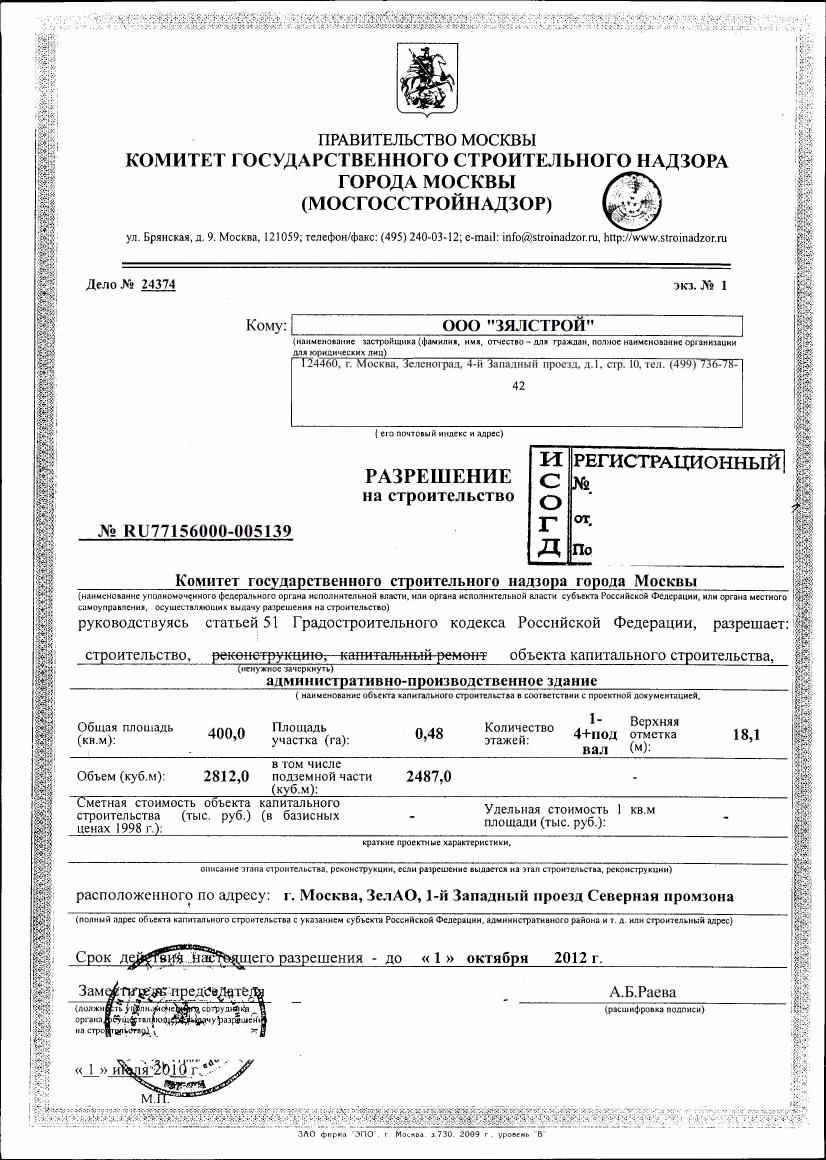 ПРАВИТЕЛЬСТВО МОСКВЫ
КОМИТЕТ ГОСУДАРСТВЕННОГО СТРОИТЕЛЬНОГО НАДЗОРА
ГОРОДА МОСКВЫ
(МОСГОССТРОЙНАДЗОР)
ул. Брянская, д. 9. Москва, 121059; телефон/факс: (495) 240-03-12; e-mail: info@stroinadzor.ru, http://www.stroinadzor.ru
Дело № 24374 экз. № 1
Кому: ООО "ЗЯЛСТРОЙ"
(наименование застройщика (фамилия, имя, отчество – для граждан, полное наименование организации
для юридических лиц)
124460, г. Москва, Зеленоград, 4-й Западный проезд, д.1, стр. 10, тел. (499) 736-78-
42
( его почтовый индекс и адрес)
РАЗРЕШЕНИЕ
на строительство
ИСОГД
РЕГИСТРАЦИОННЫЙ
№
от.
По
№ RU77156000-005139
Комитет государственного строительного надзора города Москвы
(наименование уполномоченного федерального органа исполнительной власти, или органа исполнительной власти субъекта Российской Федерации, или органа местного
самоуправления, осуществляющих выдачу разрешения на строительство)
руководствуясь статьей 51 Градостроительного кодекса Российской Федерации, разрешает:
строительство, реконструкцию, капитальный ремонт объекта капитального строительства,
(ненужное зачеркнуть)
административно-производственное здание
( наименование объекта капитального строительства в соответствии с проектной документацией,
Общая площадь (кв.м): 400,0 Площадь участка (га): 0,48 Количество этажей: 1-4+подвал Верхняя отметка (м): 18,1
Объем (куб.м): 2812,0 в том числе подземной части (куб.м): 2487,0 -
Сметная стоимость объекта капитального строительства (тыс. руб.) (в базисных ценах 1998 г.): - Удельная стоимость 1 кв.м площади (тыс. руб.): -
краткие проектные характеристики,
описание этапа строительства, реконструкции, если разрешение выдается на этап строительства, реконструкции)
расположенного по адресу: г. Москва, ЗелАО, 1-й Западный проезд Северная промзона
(полный адрес объекта капитального строительства с указанием субъекта Российской Федерации, административного района и т. д. или строительный адрес)
Срок действия настоящего разрешения - до « 1 » октября 2012 г.
Заместитель председателя А.Б.Раева
(должность уполномоченного сотрудника (расшифровка подписи)
органа, осуществляющего выдачу разрешения
на строительство)
« 1 » июля 2010 г.
М.П.
ЗАО фирма "ЭПО", г. Москва, з.730, 2009 г., уровень "В"